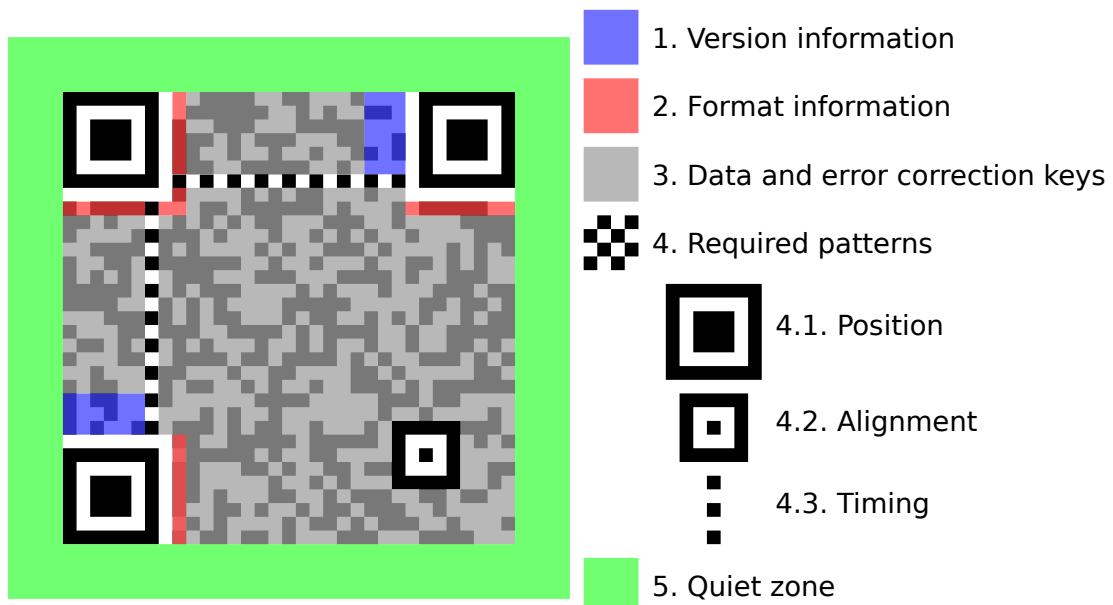 1. Version information
2. Format information
3. Data and error correction keys
4. Required patterns
4.1. Position
4.2. Alignment
4.3. Timing
5. Quiet zone